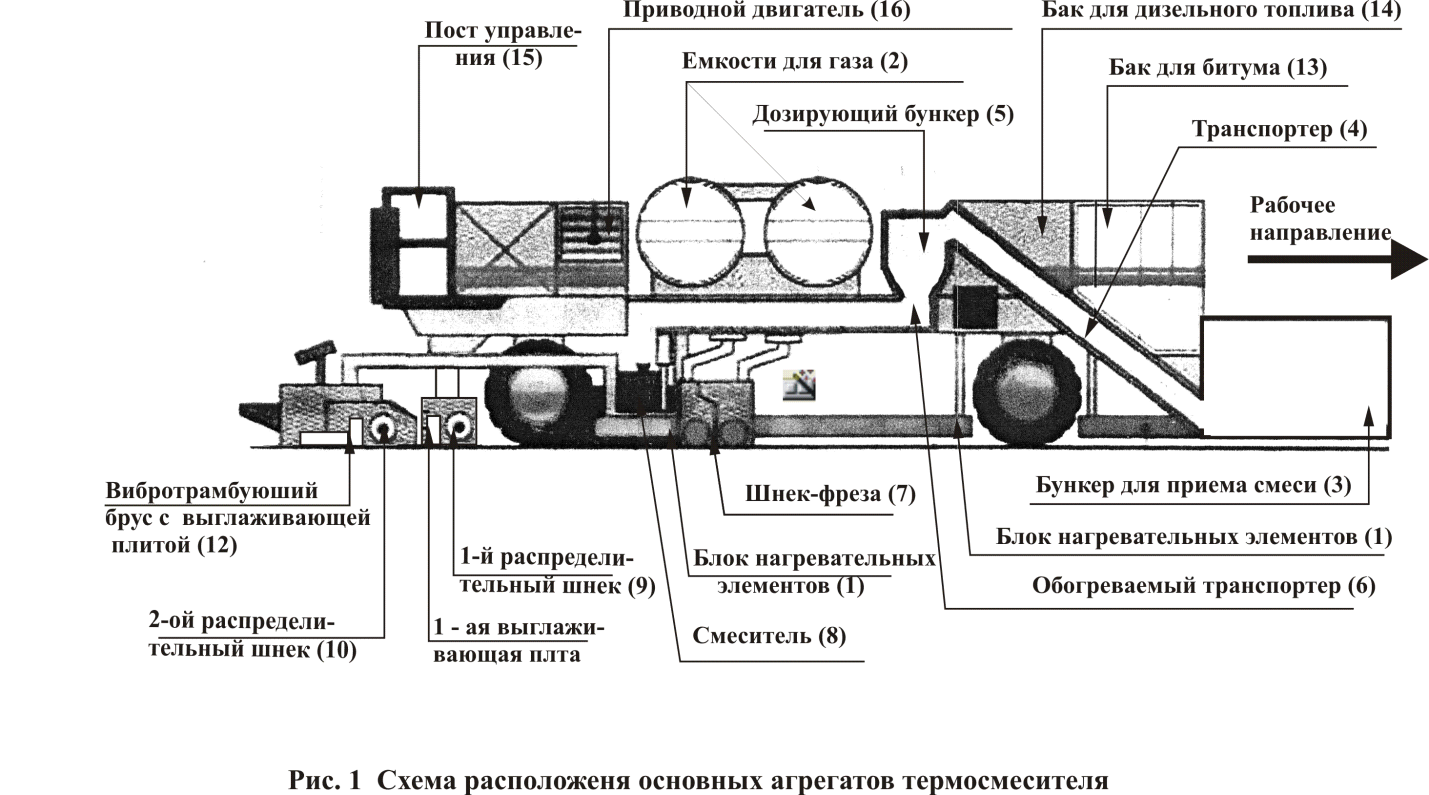 Приводной двигатель (16)
Бак для дизельного топлива (14)
Пост управле-
ния (15)
Емкости для газа (2)
Бак для битума (13)
Дозирующий бункер (5)
Транспортер (4)
Рабочее
направление
Вибротрамбуюший
брус с выглаживающей
плитой (12)
Шнек-фреза (7)
Бункер для приема смеси (3)
Блок нагревательных элементов (1)
1-й распредели-
тельный шнек (9)
Блок нагревательных
элементов (1)
Обогреваемый транспортер (6)
2-ой распредели-
тельный шнек (10)
1 - ая выглажи-
вающая плта
Смеситель (8)
Рис. 1 Схема расположеня основных агрегатов термосмесителя